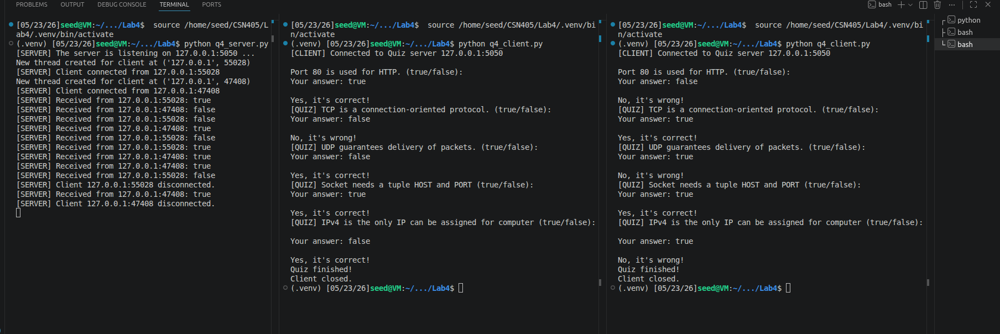 PROBLEMS OUTPUT DEBUG CONSOLE TERMINAL PORTS
bash
[05/23/26]seed@VM:~/.../Lab4$  source /home/seed/CSN405/L
ab4/.venv/bin/activate
(.venv) [05/23/26]seed@VM:~/.../Lab4$ python q4_server.py
[SERVER] The server is listening on 127.0.0.1:5050 ...
New thread created for client at ('127.0.0.1', 55028)
[SERVER] Client connected from 127.0.0.1:55028
New thread created for client at ('127.0.0.1', 47408)
[SERVER] Client connected from 127.0.0.1:47408
[SERVER] Received from 127.0.0.1:55028: true
[SERVER] Received from 127.0.0.1:47408: false
[SERVER] Received from 127.0.0.1:55028: false
[SERVER] Received from 127.0.0.1:47408: true
[SERVER] Received from 127.0.0.1:55028: false
[SERVER] Received from 127.0.0.1:55028: true
[SERVER] Received from 127.0.0.1:47408: true
[SERVER] Received from 127.0.0.1:47408: true
[SERVER] Received from 127.0.0.1:55028: false
[SERVER] Client 127.0.0.1:55028 disconnected.
[SERVER] Received from 127.0.0.1:47408: true
[SERVER] Client 127.0.0.1:47408 disconnected.
[05/23/26]seed@VM:~/.../Lab4$  source /home/seed/CSN405/Lab4/.venv/bi
n/activate
(.venv) [05/23/26]seed@VM:~/.../Lab4$ python q4_client.py
[CLIENT] Connected to Quiz server 127.0.0.1:5050
Port 80 is used for HTTP. (true/false):
Your answer: true
Yes, it's correct!
[QUIZ] TCP is a connection-oriented protocol. (true/false):
Your answer: false
No, it's wrong!
[QUIZ] UDP guarantees delivery of packets. (true/false):
Your answer: false
Yes, it's correct!
[QUIZ] Socket needs a tuple HOST and PORT (true/false):
Your answer: true
Yes, it's correct!
[QUIZ] IPv4 is the only IP can be assigned for computer (true/false):
Your answer: false
Yes, it's correct!
Quiz finished!
Client closed.
(.venv) [05/23/26]seed@VM:~/.../Lab4$
[05/23/26]seed@VM:~/.../Lab4$  source /home/seed/CSN405/Lab4/.venv/bi
n/activate
(.venv) [05/23/26]seed@VM:~/.../Lab4$ python q4_client.py
[CLIENT] Connected to Quiz server 127.0.0.1:5050
Port 80 is used for HTTP. (true/false):
Your answer: false
No, it's wrong!
[QUIZ] TCP is a connection-oriented protocol. (true/false):
Your answer: true
Yes, it's correct!
[QUIZ] UDP guarantees delivery of packets. (true/false):
Your answer: true
No, it's wrong!
[QUIZ] Socket needs a tuple HOST and PORT (true/false):
Your answer: true
Yes, it's correct!
[QUIZ] IPv4 is the only IP can be assigned for computer (true/false):
Your answer: true
No, it's wrong!
Quiz finished!
Client closed.
(.venv) [05/23/26]seed@VM:~/.../Lab4$
python
bash
bash